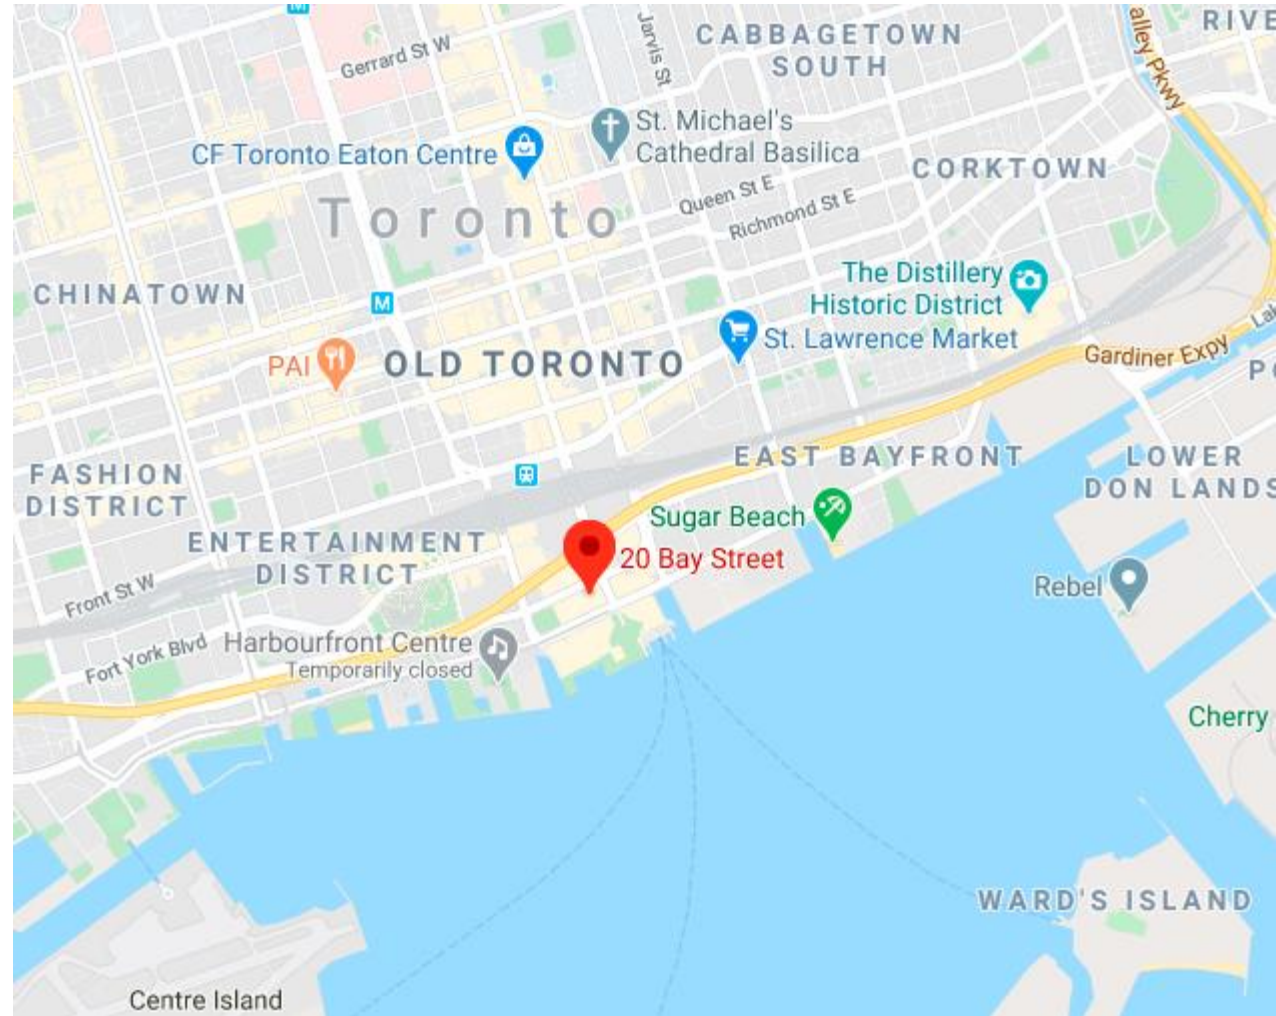 M
Jarvis St
CABBAGETOWN
SOUTH
alley Pkwy
RIVE
Gerrard St W
St. Michael's
Cathedral Basilica
CF Toronto Eaton Centre
CORKTOWN
Queen St E
Richmond St E
Toronto
The Distillery
Historic District
CHINATOWN
M
St. Lawrence Market
Lak
PAI
OLD TORONTO
Gardiner Expy
FASHION
DISTRICT
EAST BAYFRONT
LOWER
DON LANDS
Sugar Beach
ENTERTAINMENT
DISTRICT
20 Bay Street
Rebel
Front St W
Fort York Blvd
Harbourfront Centre
Temporarily closed
Cherry
WARD'S ISLAND
Centre Island